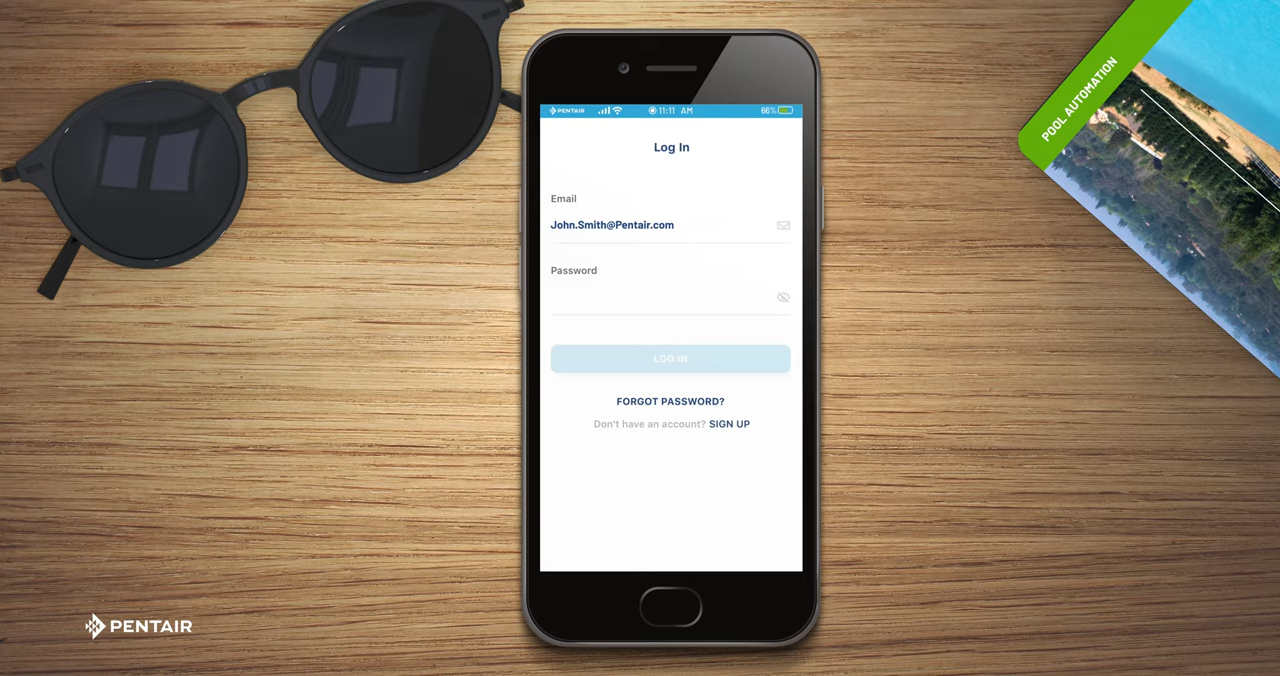 PENTAIR
11:11 AM
66%
Log In
Email
John.Smith@Pentair.com
Password
LOG IN
FORGOT PASSWORD?
Don't have an account? SIGN UP
POOL AUTOMATION
PENTAIR